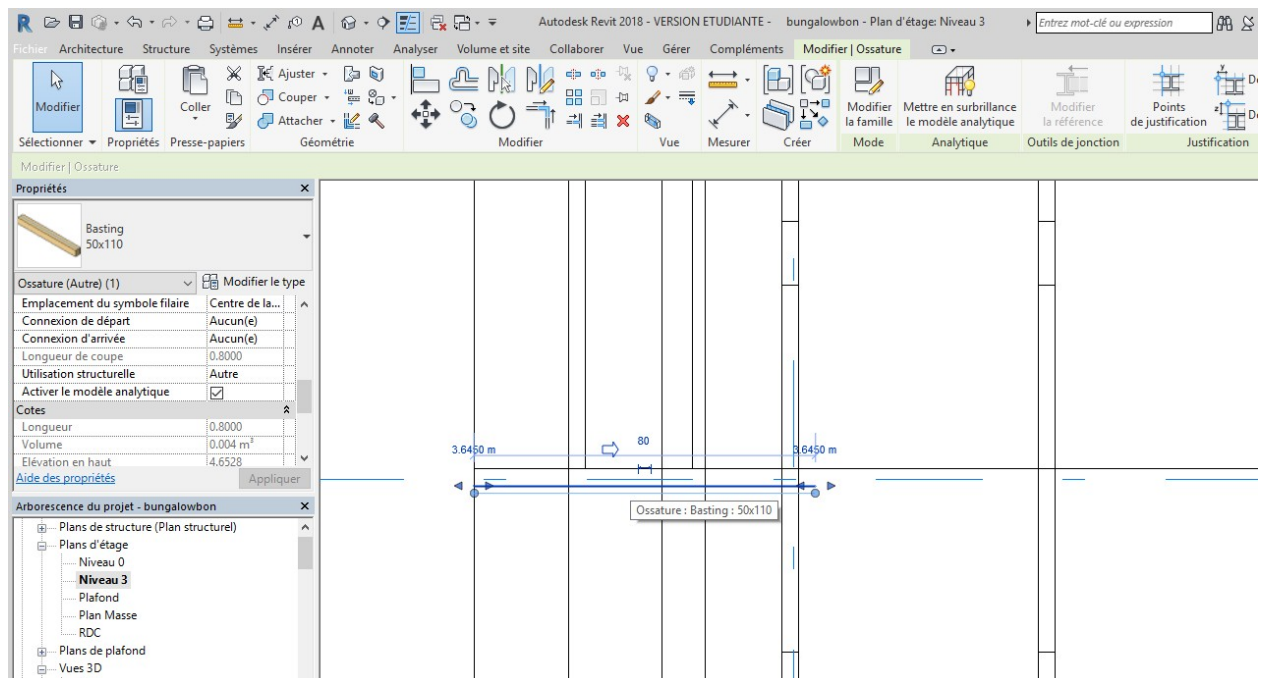 Autodesk Revit 2018 - VERSION ETUDIANTE - bungalowbon - Plan d'étage: Niveau 3
Entrez mot-clé ou expression
Fichier Architecture Structure Systèmes Insérer Annoter Analyser Volume et site Collaborer Vue Gérer Compléments Modifier | Ossature
Modifier
Coller
Ajuster
Couper
Attacher
Modifier la famille
Mettre en surbrillance le modèle analytique
Modifier la référence
Points de justification
Sélectionner Propriétés Presse-papiers Géométrie Modifier Vue Mesurer Créer Mode Analytique Outils de jonction Justification
Modifier | Ossature
Propriétés
Basting
50x110
Ossature (Autre) (1) Modifier le type
Emplacement du symbole filaire Centre de la...
Connexion de départ Aucun(e)
Connexion d'arrivée Aucun(e)
Longueur de coupe 0.8000
Utilisation structurelle Autre
Activer le modèle analytique
Cotes
Longueur 0.8000
Volume 0.004 m³
Elévation en haut 4.6528
Aide des propriétés Appliquer
Arborescence du projet - bungalowbon
Plans de structure (Plan structurel)
Plans d'étage
Niveau 0
Niveau 3
Plafond
Plan Masse
RDC
Plans de plafond
Vues 3D
3.6450 m 80 3.6450 m
Ossature : Basting : 50x110